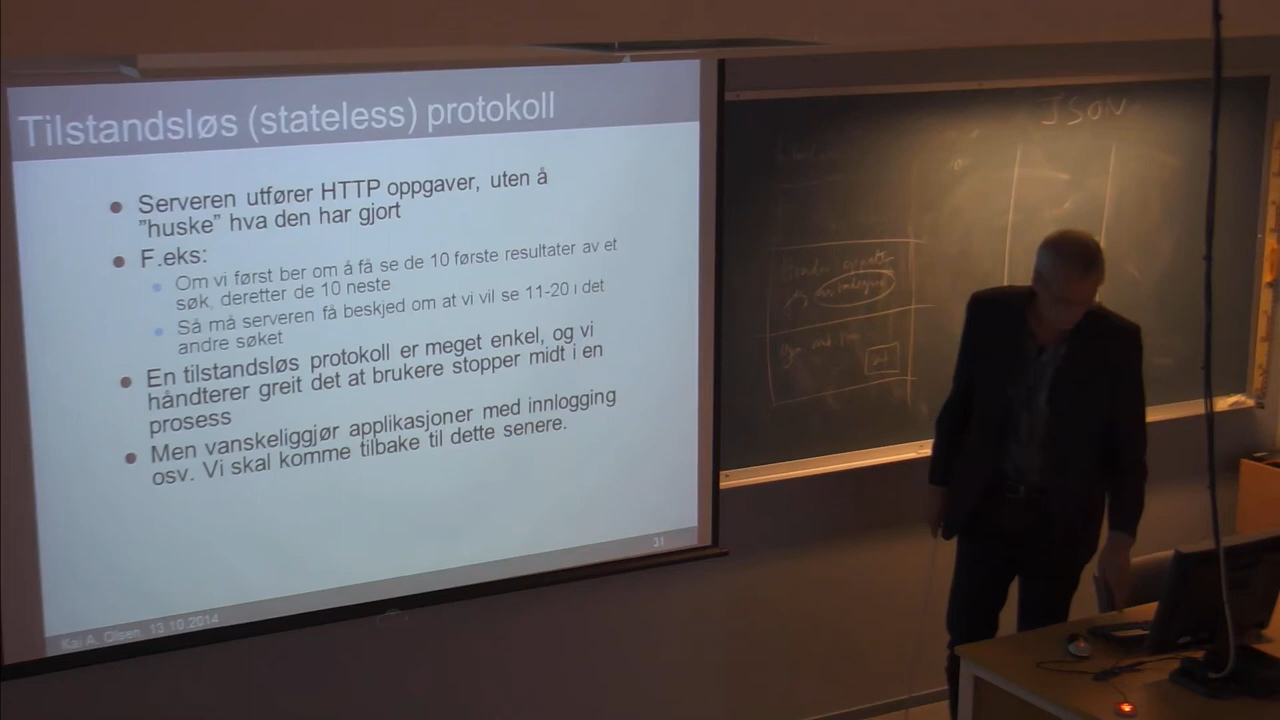 Tilstandsløs (stateless) protokoll
Serveren utfører HTTP oppgaver, uten å
"huske" hva den har gjort
F.eks:
Om vi først ber om å få se de 10 første resultater av et
søk, deretter de 10 neste
Så må serveren få beskjed om at vi vil se 11-20 i det
andre søket
En tilstandsløs protokoll er meget enkel, og vi
håndterer greit det at brukere stopper midt i en
prosess
Men vanskeliggjør applikasjoner med innlogging
osv. Vi skal komme tilbake til dette senere.
31
Kai A. Olsen, 13.10.2014
JSON